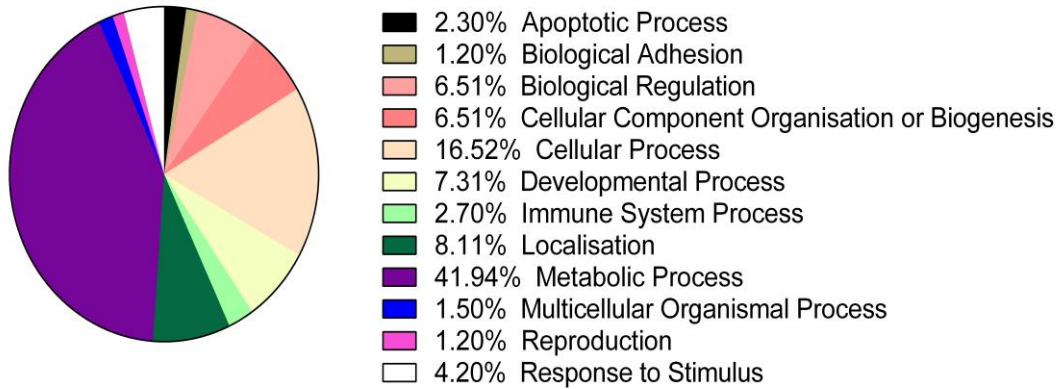 2.30% Apoptotic Process
1.20% Biological Adhesion
6.51% Biological Regulation
6.51% Cellular Component Organisation or Biogenesis
16.52% Cellular Process
7.31% Developmental Process
2.70% Immune System Process
8.11% Localisation
41.94% Metabolic Process
1.50% Multicellular Organismal Process
1.20% Reproduction
4.20% Response to Stimulus